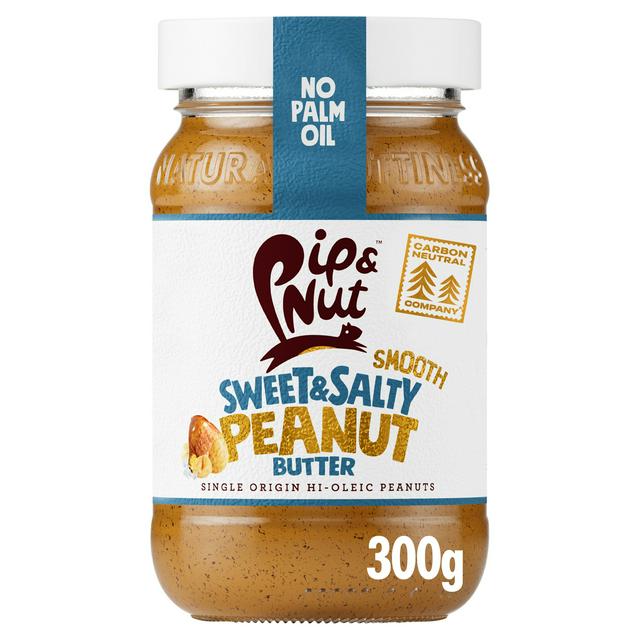 NO
PALM
OIL
NATURAL NUTTINESS
Pip &
Nut™
CARBON
NEUTRAL
COMPANY
SMOOTH
SWEET & SALTY
PEANUT
BUTTER
SINGLE ORIGIN HI-OLEIC PEANUTS
300g